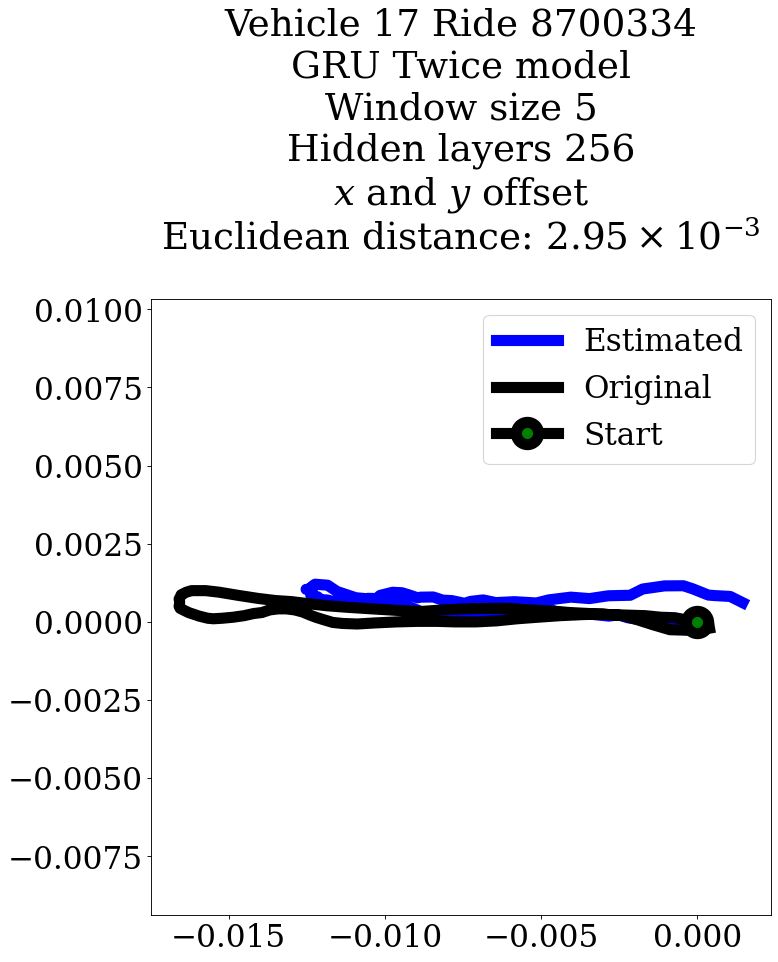 Vehicle 17 Ride 8700334
GRU Twice model
Window size 5
Hidden layers 256
x and y offset
Euclidean distance: 2.95 × 10⁻³
0.0100
0.0075
0.0050
0.0025
0.0000
−0.0025
−0.0050
−0.0075
Estimated
Original
Start
−0.015
−0.010
−0.005
0.000